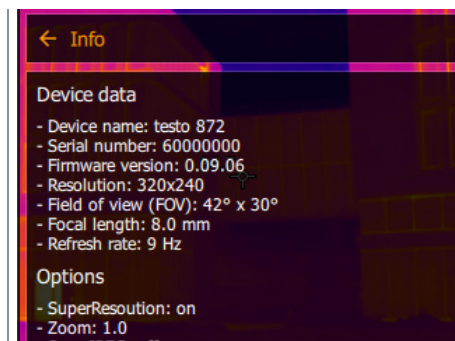 ← Info
Device data
- Device name: testo 872
- Serial number: 60000000
- Firmware version: 0.09.06
- Resolution: 320x240
- Field of view (FOV): 42° x 30°
- Focal length: 8.0 mm
- Refresh rate: 9 Hz
Options
- SuperResoution: on
- Zoom: 1.0